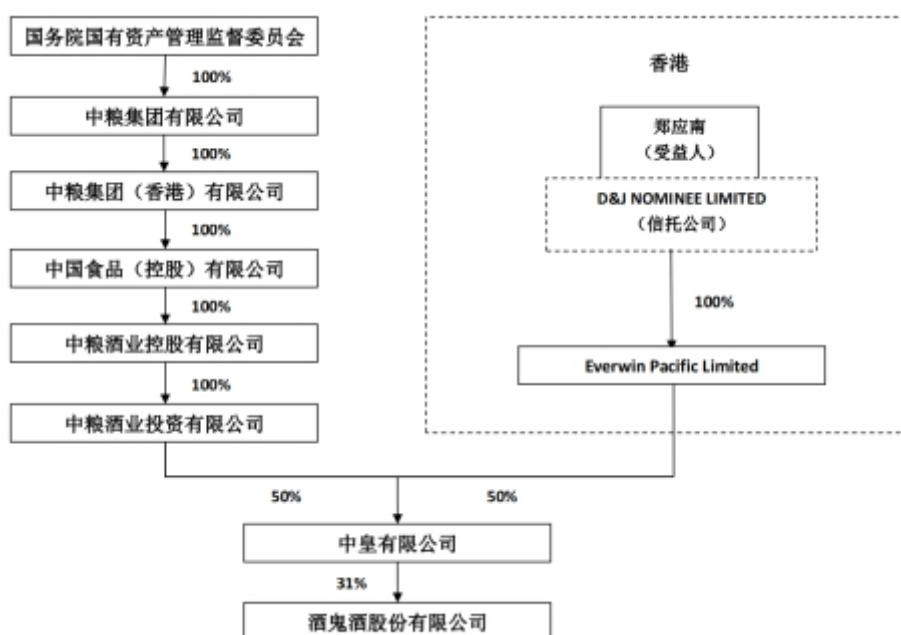 国务院国有资产管理监督委员会
100%
中粮集团有限公司
100%
中粮集团（香港）有限公司
100%
中国食品（控股）有限公司
100%
中粮酒业控股有限公司
100%
中粮酒业投资有限公司
香港
郑应南
（受益人）
D&J NOMINEE LIMITED
（信托公司）
100%
Everwin Pacific Limited
50%
50%
中皇有限公司
31%
酒鬼酒股份有限公司